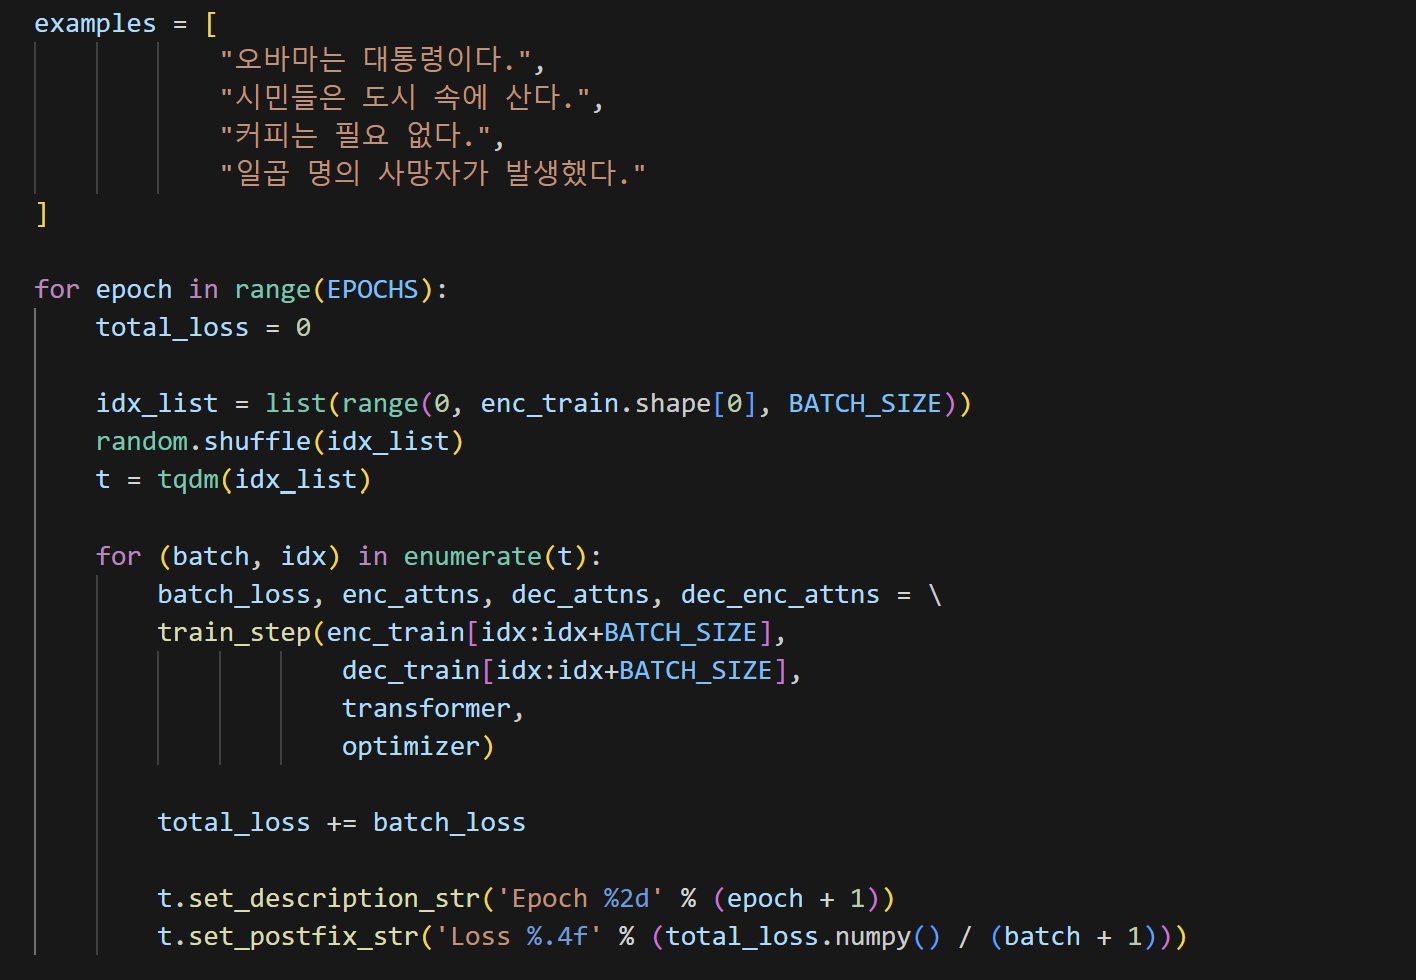 examples = [
            "오바마는 대통령이다.",
            "시민들은 도시 속에 산다.",
            "커피는 필요 없다.",
            "일곱 명의 사망자가 발생했다."
]

for epoch in range(EPOCHS):
    total_loss = 0

    idx_list = list(range(0, enc_train.shape[0], BATCH_SIZE))
    random.shuffle(idx_list)
    t = tqdm(idx_list)

    for (batch, idx) in enumerate(t):
        batch_loss, enc_attns, dec_attns, dec_enc_attns = \
        train_step(enc_train[idx:idx+BATCH_SIZE],
                    dec_train[idx:idx+BATCH_SIZE],
                    transformer,
                    optimizer)

        total_loss += batch_loss

        t.set_description_str('Epoch %2d' % (epoch + 1))
        t.set_postfix_str('Loss %.4f' % (total_loss.numpy() / (batch + 1)))